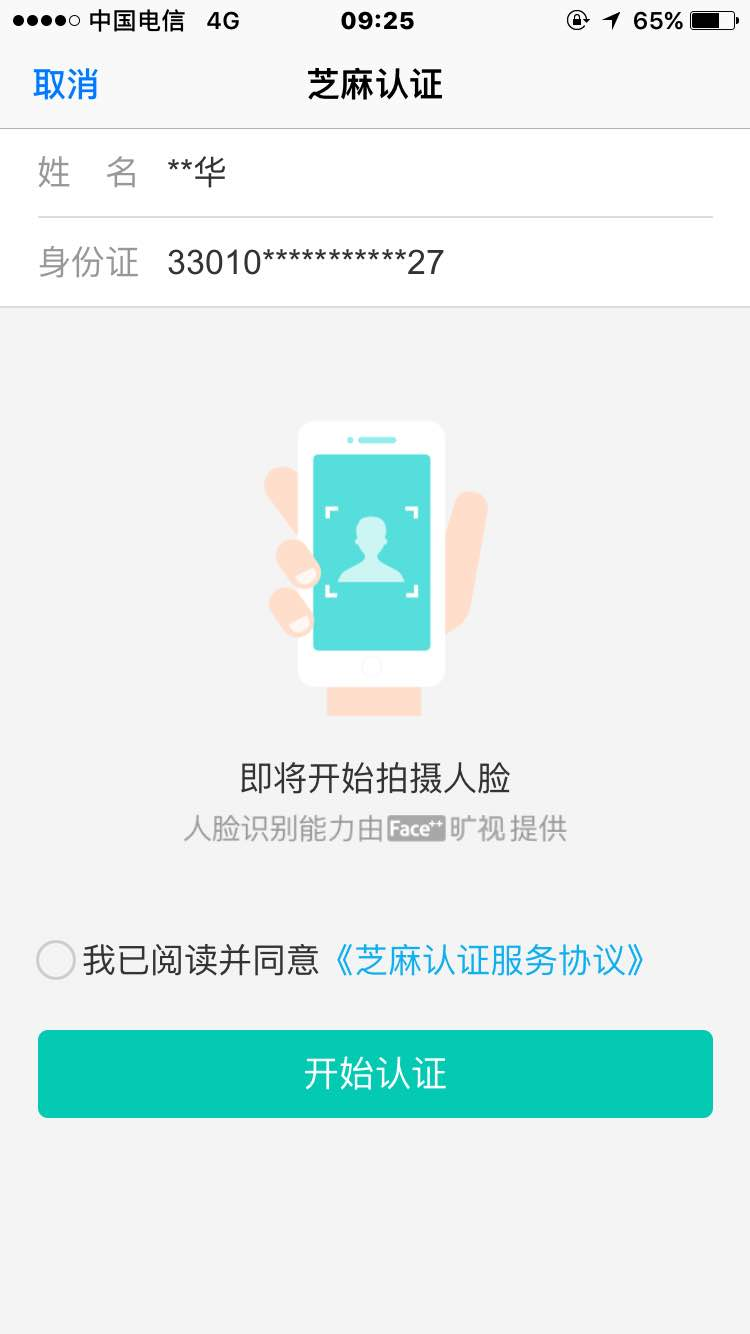 ●●●●○ 中国电信 4G 09:25 65%
取消 芝麻认证
姓 名 **华
身份证 33010***********27
即将开始拍摄人脸
人脸识别能力由Face++旷视提供
我已阅读并同意《芝麻认证服务协议》
开始认证